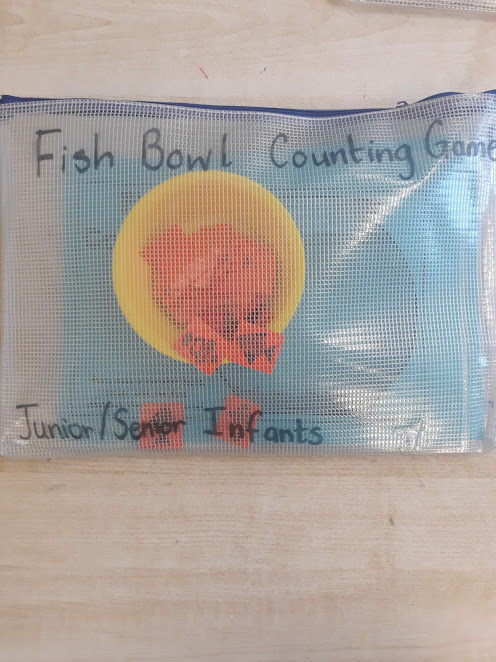 Fish Bowl Counting Game
Junior/Senior Infants